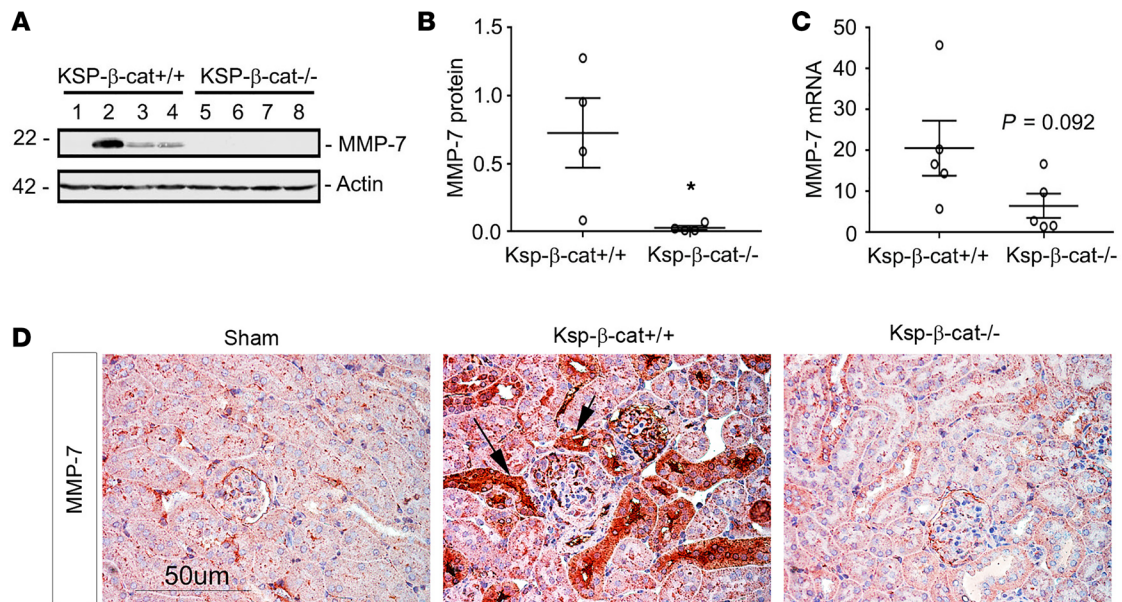 A
KSP-β-cat+/+ KSP-β-cat-/-
1 2 3 4 5 6 7 8
22 - - MMP-7
42 - - Actin
B
MMP-7 protein
1.5
1.0
0.5
0.0
*
Ksp-β-cat+/+ Ksp-β-cat-/-
C
MMP-7 mRNA
50
40
30
20
10
0
P = 0.092
Ksp-β-cat+/+ Ksp-β-cat-/-
D
Sham Ksp-β-cat+/+ Ksp-β-cat-/-
MMP-7
50um